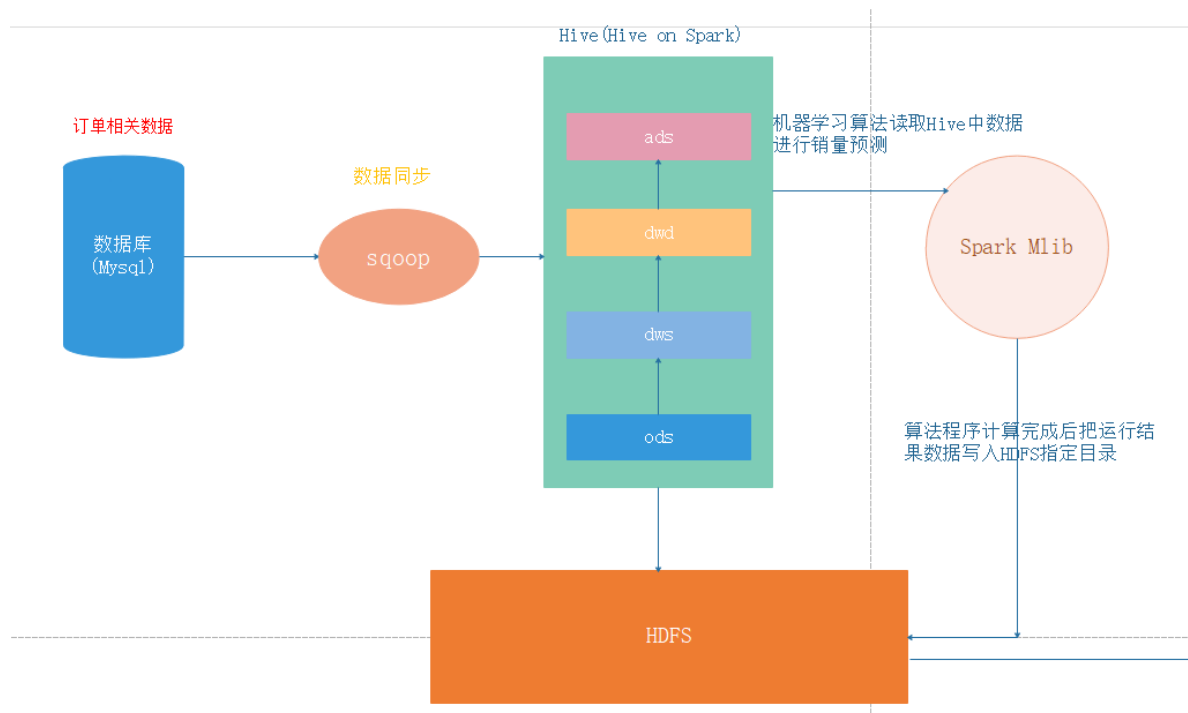 Hive(Hive on Spark)
订单相关数据
数据库
(Mysql)
数据同步
sqoop
ads
dwd
dws
ods
机器学习算法读取Hive中数据
进行销量预测
Spark Mlib
算法程序计算完成后把运行结
果数据写入HDFS指定目录
HDFS